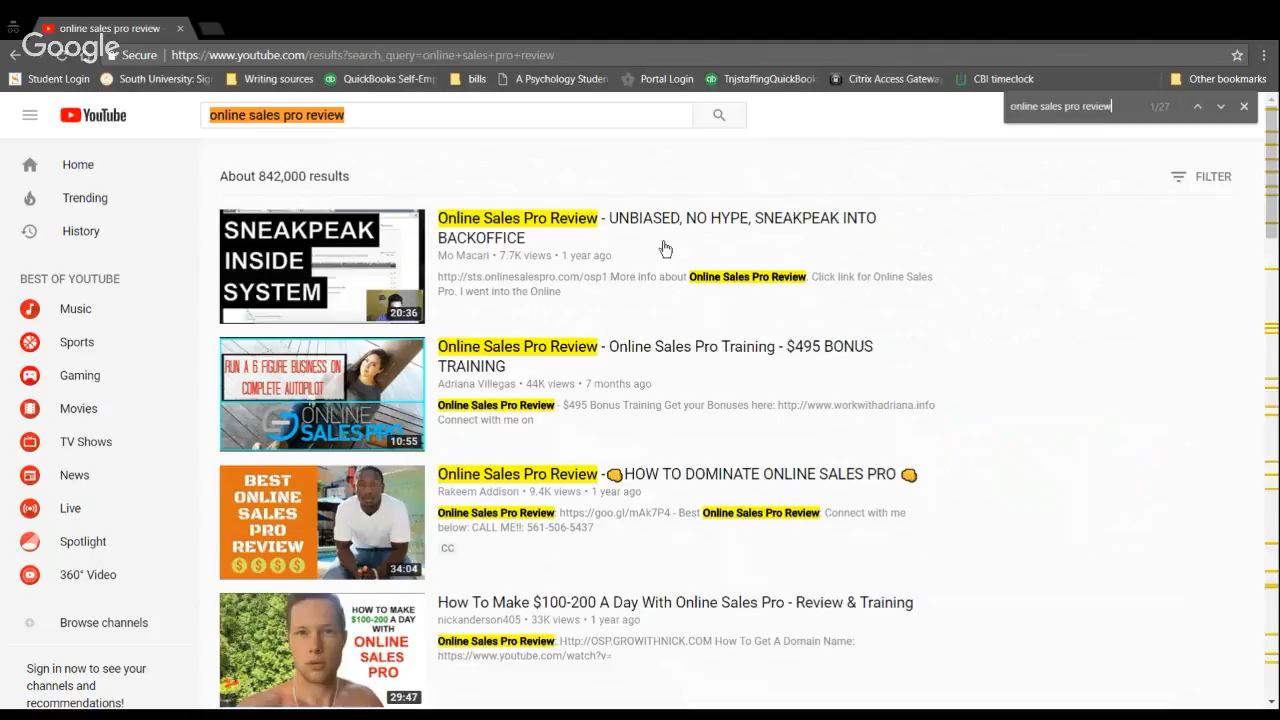 online sales pro review
Google
Secure
https://www.youtube.com/results?search_query=online+sales+pro+review
Student Login
South University: Sig
Writing sources
QuickBooks Self-Emp
bills
A Psychology Studen
Portal Login
TnjstaffingQuickBook
Citrix Access Gatewa
CBI timeclock
Other bookmarks
YouTube
online sales pro review
online sales pro review 1/27
Home
Trending
History
BEST OF YOUTUBE
Music
Sports
Gaming
Movies
TV Shows
News
Live
Spotlight
360° Video
Browse channels
Sign in now to see your
channels and
recommendations!
About 842,000 results
FILTER
SNEAKPEAK
INSIDE
SYSTEM
20:36
Online Sales Pro Review - UNBIASED, NO HYPE, SNEAKPEAK INTO
BACKOFFICE
Mo Macari • 7.7K views • 1 year ago
http://sts.onlinesalespro.com/osp1 More info about Online Sales Pro Review. Click link for Online Sales
Pro. I went into the Online
RUN A 6 FIGURE BUSINESS ON
COMPLETE AUTOPILOT
ONLINE
SALES PRO
10:55
Online Sales Pro Review - Online Sales Pro Training - $495 BONUS
TRAINING
Adriana Villegas • 44K views • 7 months ago
Online Sales Pro Review - $495 Bonus Training Get your Bonuses here: http://www.workwithadriana.info
Connect with me on
BEST
ONLINE
SALES
PRO
REVIEW
$ $ $ $
34:04
Online Sales Pro Review -👊HOW TO DOMINATE ONLINE SALES PRO 👊
Rakeem Addison • 9.4K views • 1 year ago
Online Sales Pro Review: https://goo.gl/mAk7P4 - Best Online Sales Pro Review: Connect with me
below: CALL ME!!: 561-506-5437
CC
HOW TO MAKE
$100-200 A DAY
WITH
ONLINE
SALES
PRO
29:47
How To Make $100-200 A Day With Online Sales Pro - Review & Training
nickanderson405 • 33K views • 1 year ago
Online Sales Pro Review: Http://OSP.GROWITHNICK.COM How To Get A Domain Name:
https://www.youtube.com/watch?v=